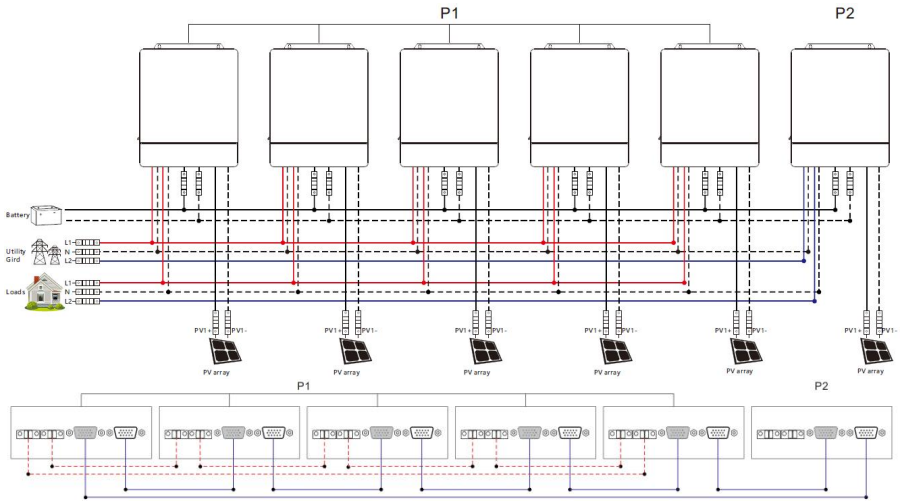 P1
P2
Battery
Utility
Gird
L1
N
L2
Loads
L1
N
L2
PV1+
PV1-
PV1+
PV1-
PV1+
PV1-
PV1+
PV1-
PV1+
PV1-
PV1+
PV1-
PV array
PV array
PV array
PV array
PV array
PV array
P1
P2